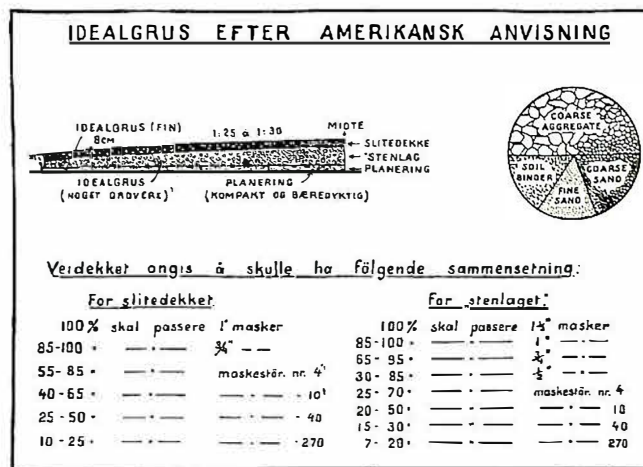 IDEALGRUS EFTER AMERIKANSK ANVISNING
IDEALGRUS (FIN)
8CM
1:25 à 1:30
MIDTE
SLITEDEKKE
"STENLAG
PLANERING
IDEALGRUS
(NOGET GROVERE)
PLANERING
(KOMPAKT OG BÆREDYKTIG)
COARSE
AGGREGATE
SOIL
BINDER
FINE
SAND
COARSE
SAND
Veidekket angis å skulle ha følgende sammensetning:
For slitedekket
100 % skal passere 1" masker
85-100 " — " — 3/4" — —
55-85 " — " — maskestör. nr. 4
40-65 " — " — — " — - 10
25-50 " — " — — " — - 40
10-25 " — " — — " — - 270
For stenlaget:
100 % skal passere 1½" masker
85-100 " — " — 1" — " —
65-95 " — " — 3/4" — " —
30-85 " — " — ½" — " —
25-70 " — " — maskestör. nr. 4
20-50 " — " — — " — 10
15-30 " — " — — " — 40
7-20 " — " — — " — 270